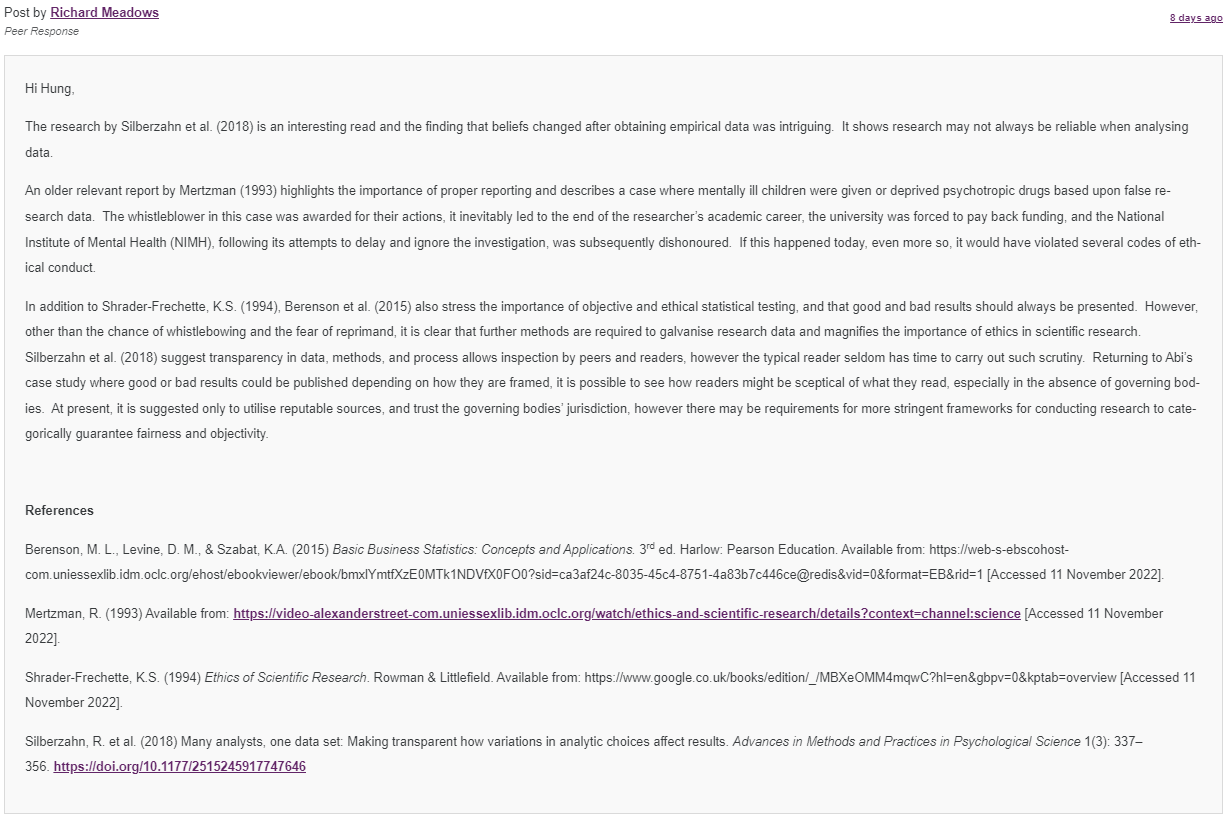 Post by Richard Meadows
8 days ago
Peer Response
Hi Hung,
The research by Silberzahn et al. (2018) is an interesting read and the finding that beliefs changed after obtaining empirical data was intriguing.  It shows research may not always be reliable when analysing
data.
An older relevant report by Mertzman (1993) highlights the importance of proper reporting and describes a case where mentally ill children were given or deprived psychotropic drugs based upon false re-
search data.  The whistleblower in this case was awarded for their actions, it inevitably led to the end of the researcher's academic career, the university was forced to pay back funding, and the National
Institute of Mental Health (NIMH), following its attempts to delay and ignore the investigation, was subsequently dishonoured.  If this happened today, even more so, it would have violated several codes of eth-
ical conduct.
In addition to Shrader-Frechette, K.S. (1994), Berenson et al. (2015) also stress the importance of objective and ethical statistical testing, and that good and bad results should always be presented.  However,
other than the chance of whistlebowing and the fear of reprimand, it is clear that further methods are required to galvanise research data and magnifies the importance of ethics in scientific research.
Silberzahn et al. (2018) suggest transparency in data, methods, and process allows inspection by peers and readers, however the typical reader seldom has time to carry out such scrutiny.  Returning to Abi's
case study where good or bad results could be published depending on how they are framed, it is possible to see how readers might be sceptical of what they read, especially in the absence of governing bod-
ies.  At present, it is suggested only to utilise reputable sources, and trust the governing bodies' jurisdiction, however there may be requirements for more stringent frameworks for conducting research to cate-
gorically guarantee fairness and objectivity.
References
Berenson, M. L., Levine, D. M., & Szabat, K.A. (2015) Basic Business Statistics: Concepts and Applications. 3rd ed. Harlow: Pearson Education. Available from: https://web-s-ebscohost-
com.uniessexlib.idm.oclc.org/ehost/ebookviewer/ebook/bmxlYmtfXzE0MTk1NDVfX0FO0?sid=ca3af24c-8035-45c4-8751-4a83b7c446ce@redis&vid=0&format=EB&rid=1 [Accessed 11 November 2022].
Mertzman, R. (1993) Available from: https://video-alexanderstreet-com.uniessexlib.idm.oclc.org/watch/ethics-and-scientific-research/details?context=channel:science [Accessed 11 November
2022].
Shrader-Frechette, K.S. (1994) Ethics of Scientific Research. Rowman & Littlefield. Available from: https://www.google.co.uk/books/edition/_/MBXeOMM4mqwC?hl=en&gbpv=0&kptab=overview [Accessed 11
November 2022].
Silberzahn, R. et al. (2018) Many analysts, one data set: Making transparent how variations in analytic choices affect results. Advances in Methods and Practices in Psychological Science 1(3): 337–
356. https://doi.org/10.1177/2515245917747646